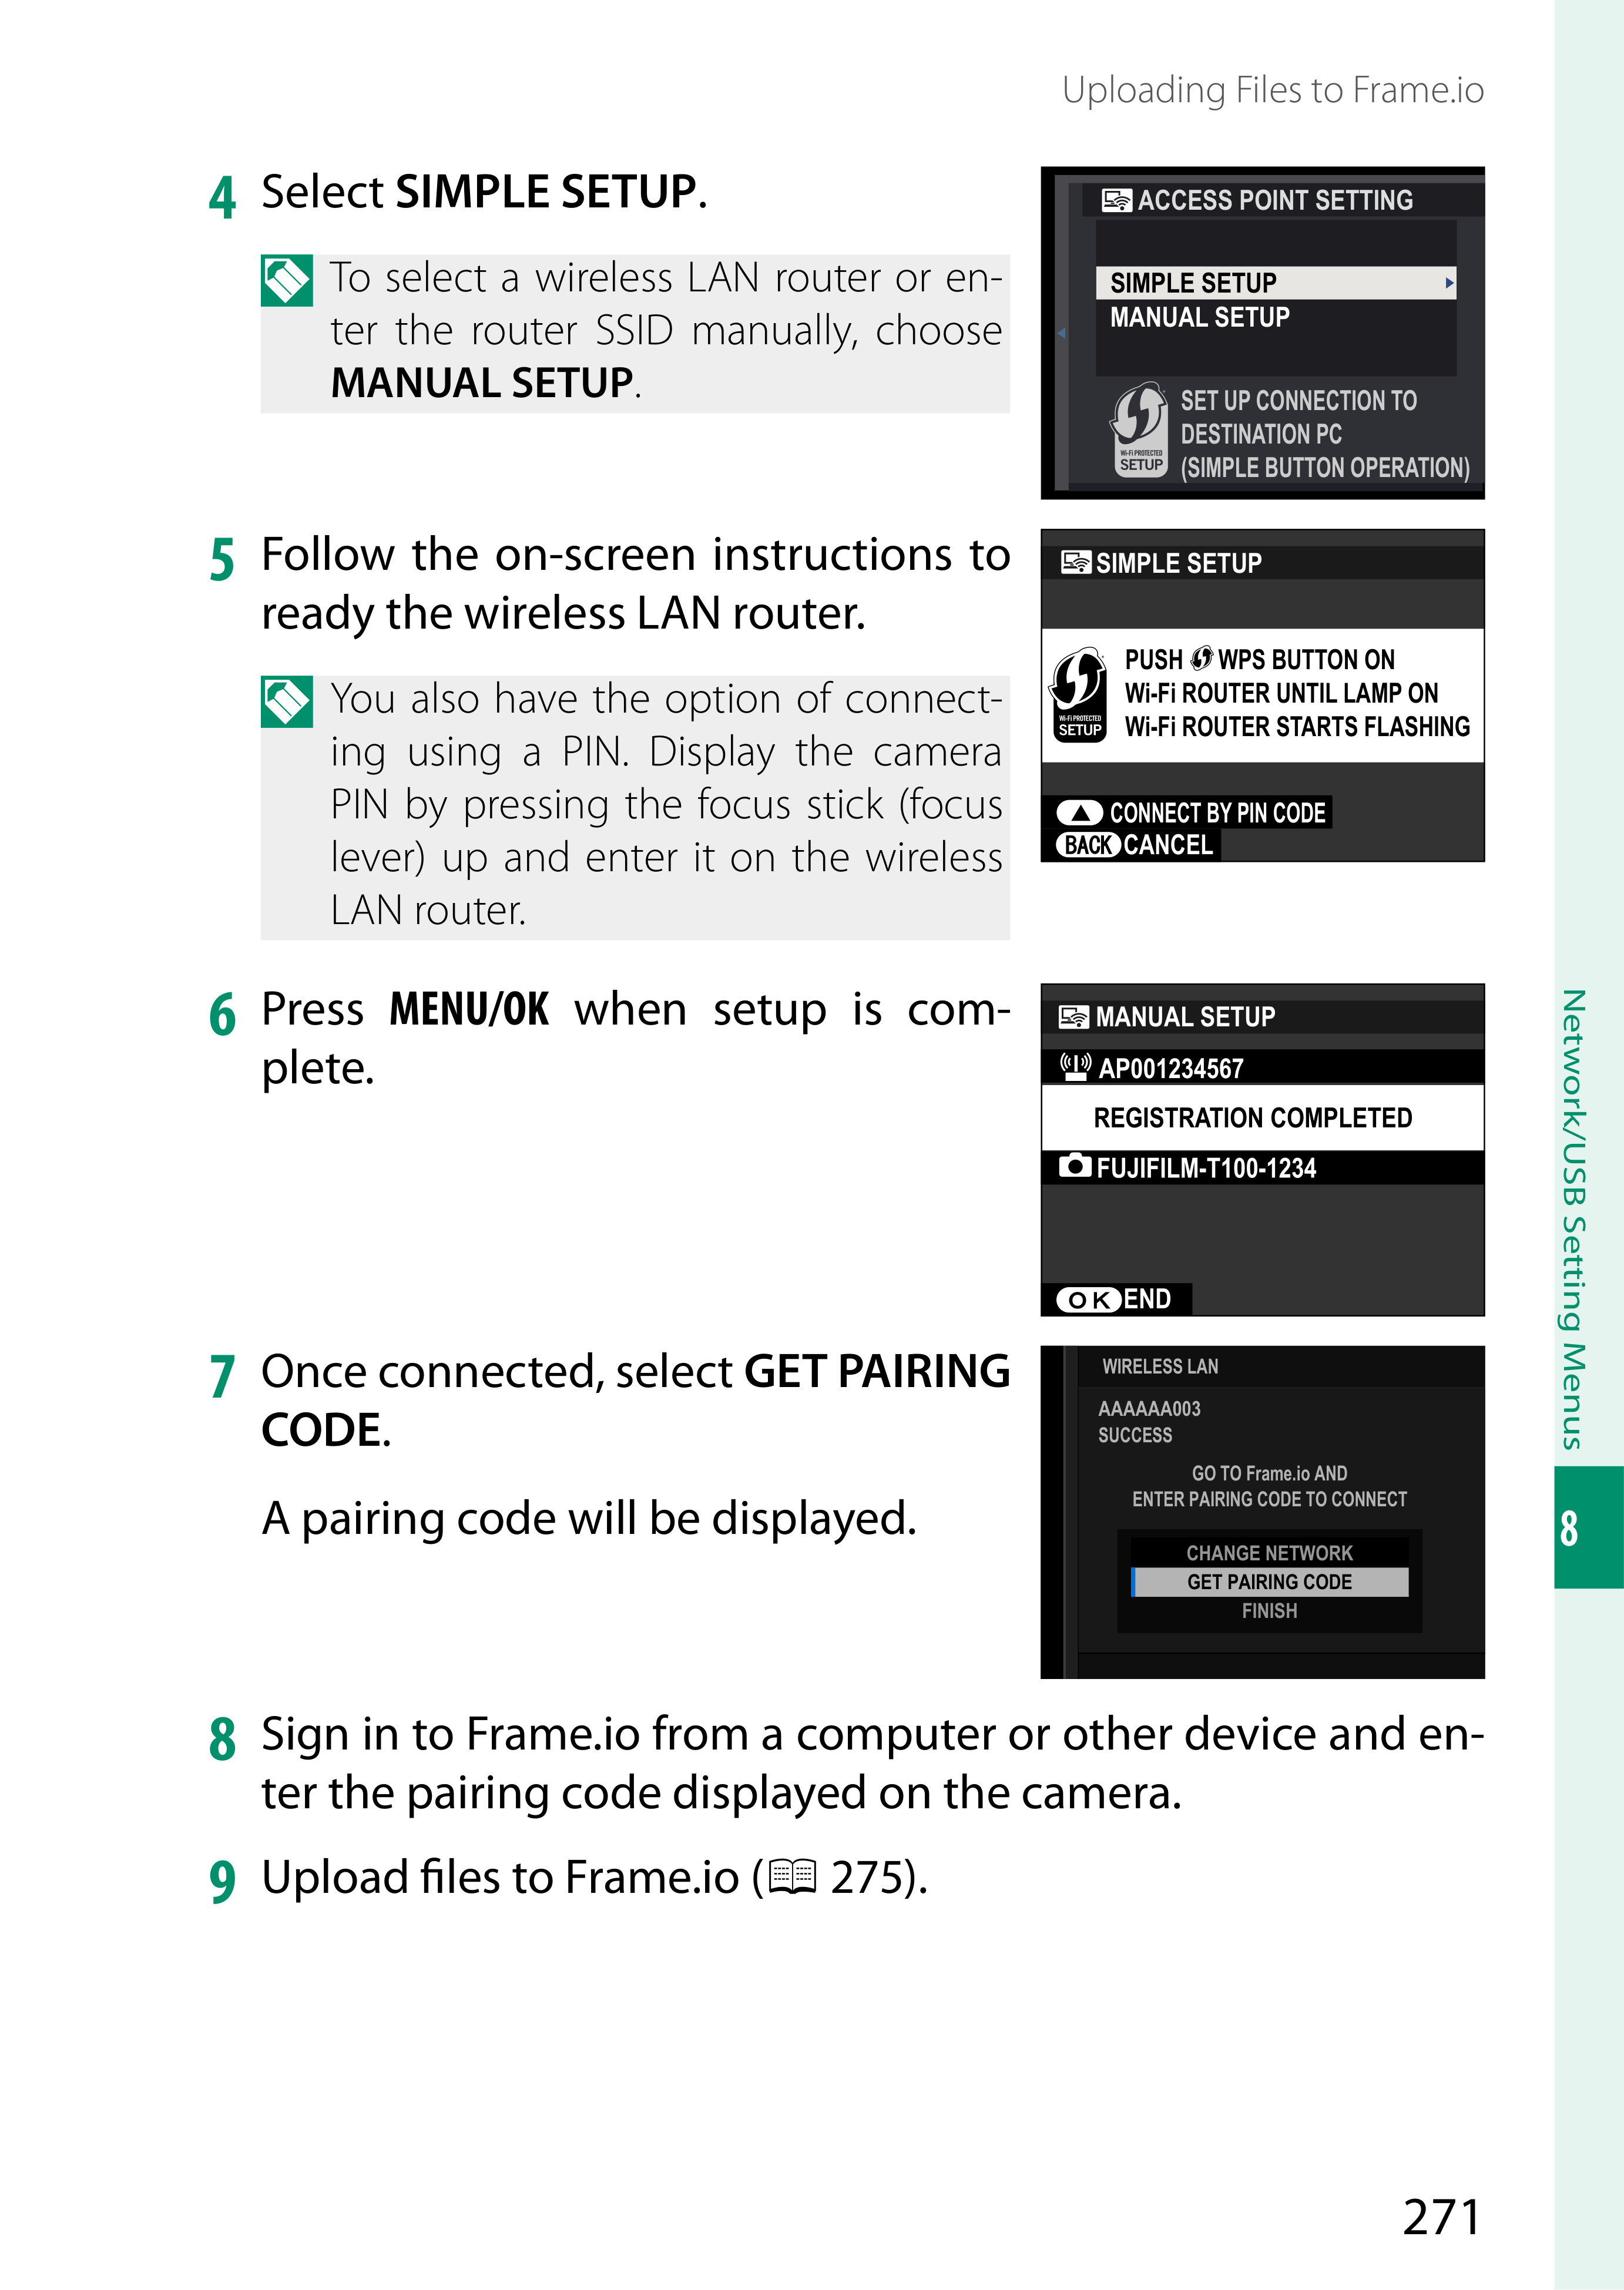 Uploading Files to Frame.io
4 Select SIMPLE SETUP.
To select a wireless LAN router or en-
ter the router SSID manually, choose
MANUAL SETUP.
ACCESS POINT SETTING
SIMPLE SETUP
MANUAL SETUP
Wi-Fi PROTECTED
SETUP
SET UP CONNECTION TO
DESTINATION PC
(SIMPLE BUTTON OPERATION)
5 Follow the on-screen instructions to
ready the wireless LAN router.
You also have the option of connect-
ing using a PIN. Display the camera
PIN by pressing the focus stick (focus
lever) up and enter it on the wireless
LAN router.
SIMPLE SETUP
Wi-Fi PROTECTED
SETUP
PUSH WPS BUTTON ON
Wi-Fi ROUTER UNTIL LAMP ON
Wi-Fi ROUTER STARTS FLASHING
CONNECT BY PIN CODE
BACK CANCEL
6 Press MENU/OK when setup is com-
plete.
MANUAL SETUP
AP001234567
REGISTRATION COMPLETED
FUJIFILM-T100-1234
OK END
7 Once connected, select GET PAIRING
CODE.
A pairing code will be displayed.
WIRELESS LAN
AAAAAA003
SUCCESS
GO TO Frame.io AND
ENTER PAIRING CODE TO CONNECT
CHANGE NETWORK
GET PAIRING CODE
FINISH
8 Sign in to Frame.io from a computer or other device and en-
ter the pairing code displayed on the camera.
9 Upload files to Frame.io (275).
Network/USB Setting Menus
8
271